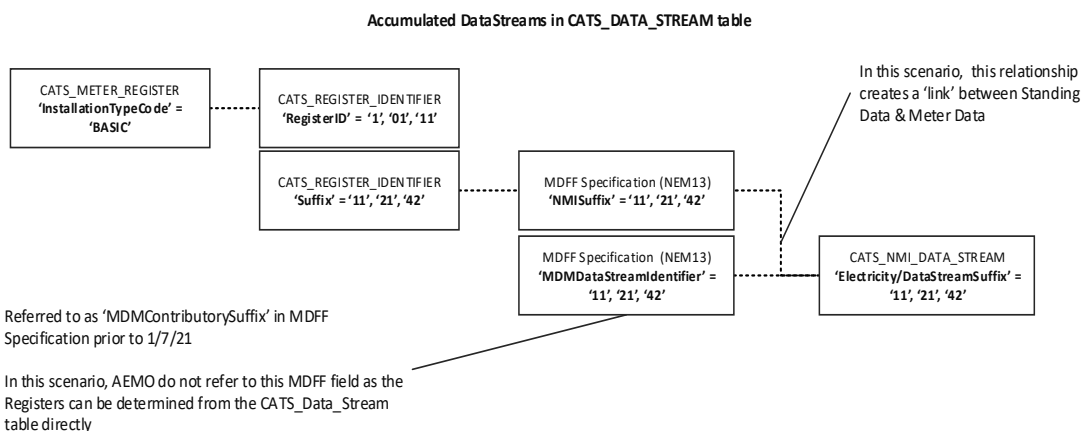 Accumulated DataStreams in CATS_DATA_STREAM table
CATS_METER_REGISTER
‘InstallationTypeCode’ =
‘BASIC’
CATS_REGISTER_IDENTIFIER
‘RegisterID’ = ‘1’, ‘01’, ‘11’
In this scenario, this relationship
creates a ‘link’ between Standing
Data & Meter Data
CATS_REGISTER_IDENTIFIER
‘Suffix’ = ‘11’, ‘21’, ‘42’
MDFF Specification (NEM13)
‘NMISuffix’ = ‘11’, ‘21’, ‘42’
MDFF Specification (NEM13)
‘MDMDataStreamIdentifier’ =
‘11’, ‘21’, ‘42’
CATS_NMI_DATA_STREAM
‘Electricity/DataStreamSuffix’ =
‘11’, ‘21’, ‘42’
Referred to as ‘MDMContributorySuffix’ in MDFF
Specification prior to 1/7/21
In this scenario, AEMO do not refer to this MDFF field as the
Registers can be determined from the CATS_Data_Stream
table directly